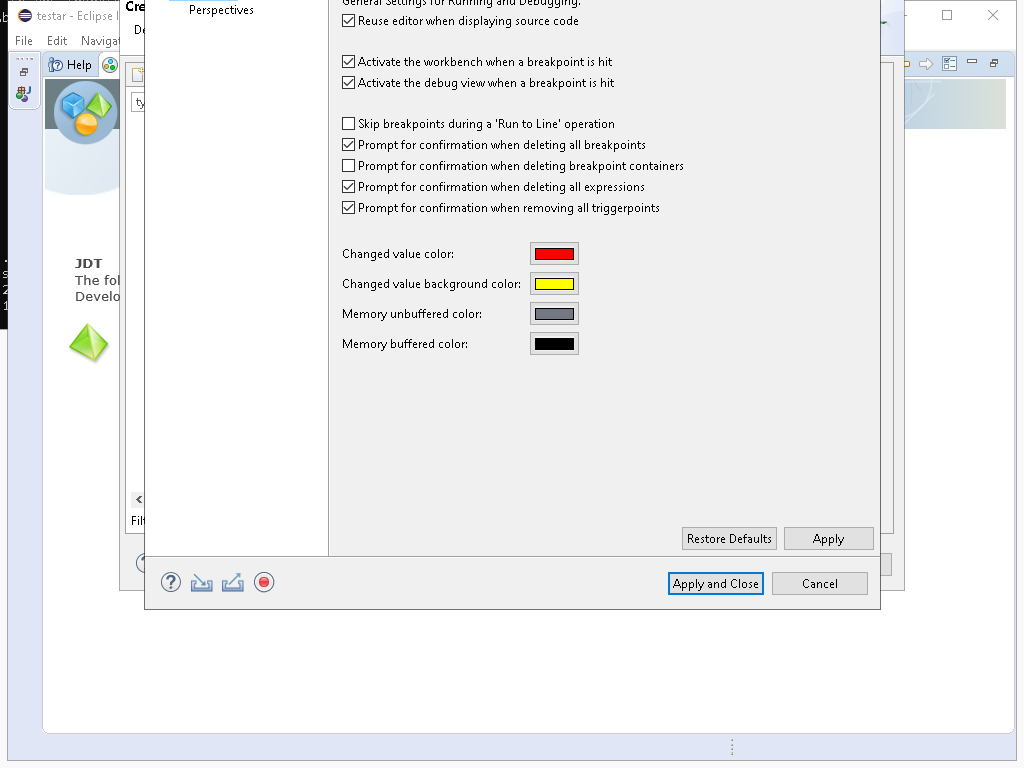 testar - Eclipse I
Cre
De
File Edit Navigat
Help
ty
JDT
The fol
Develo
Filt
Perspectives
General Settings for Running and Debugging.
Reuse editor when displaying source code
Activate the workbench when a breakpoint is hit
Activate the debug view when a breakpoint is hit
Skip breakpoints during a 'Run to Line' operation
Prompt for confirmation when deleting all breakpoints
Prompt for confirmation when deleting breakpoint containers
Prompt for confirmation when deleting all expressions
Prompt for confirmation when removing all triggerpoints
Changed value color:
Changed value background color:
Memory unbuffered color:
Memory buffered color:
Restore Defaults Apply
Apply and Close Cancel